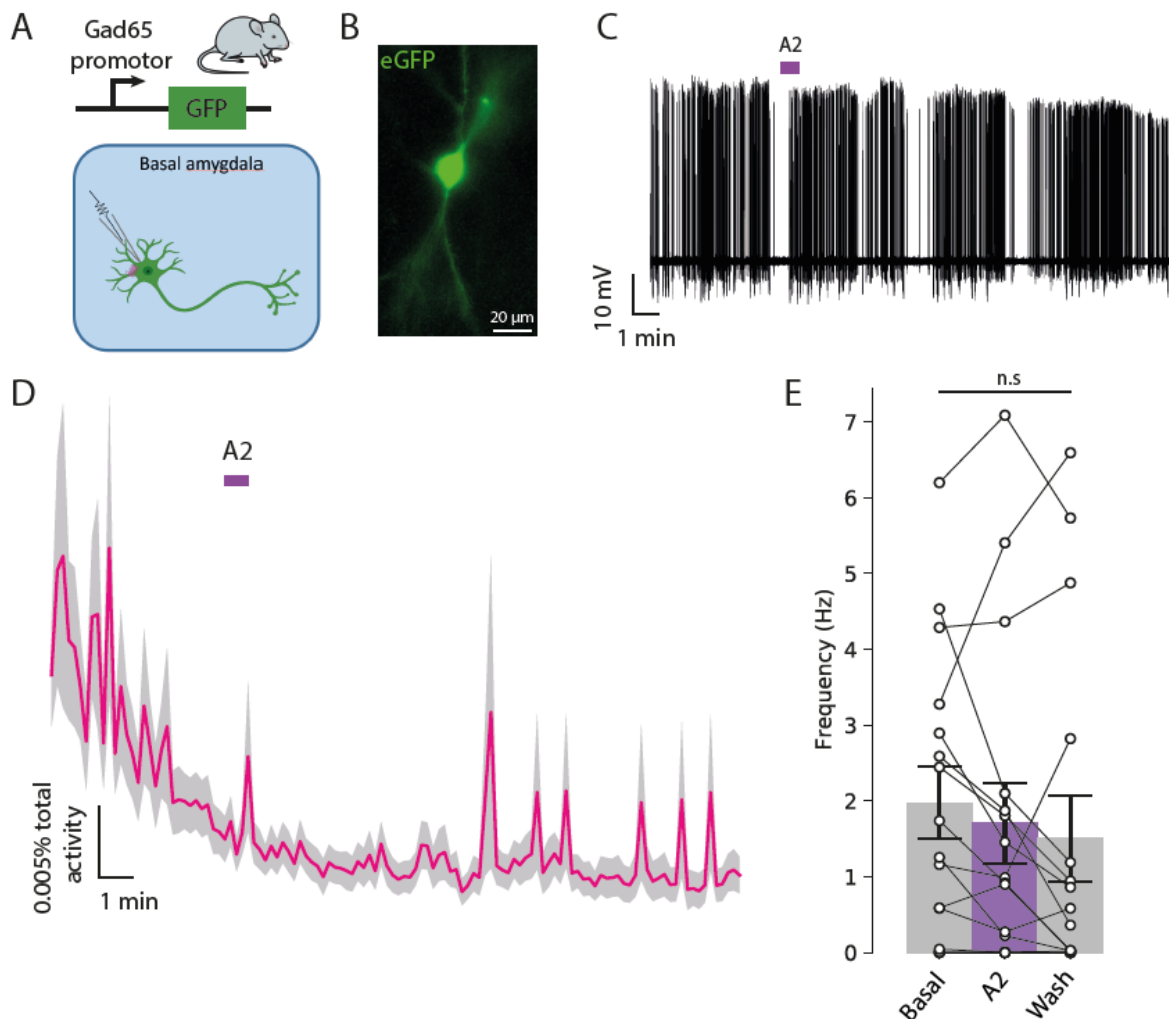 A
Gad65
promotor
GFP
Basal amygdala
B
eGFP
20 µm
C
A2
10 mV
1 min
D
A2
0.005% total
activity
1 min
E
n.s
Frequency (Hz)
7
6
5
4
3
2
1
0
Basal
A2
Wash